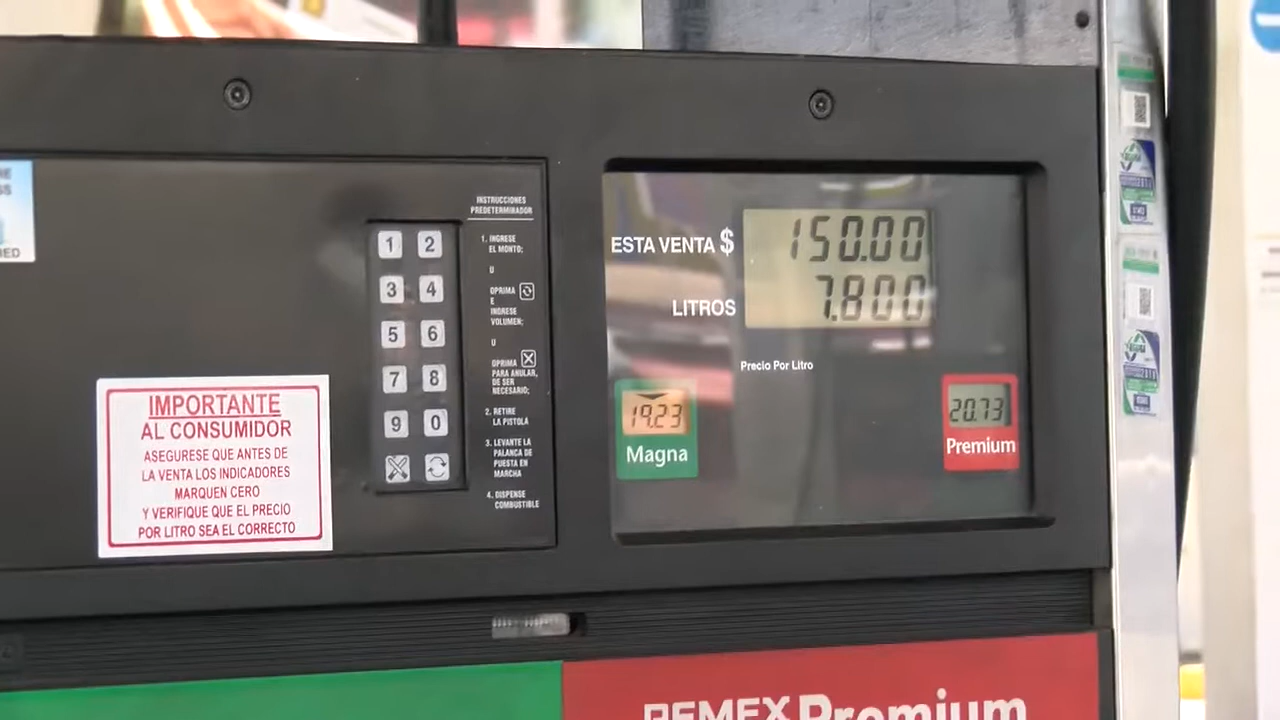 ESTA VENTA $ 150.00
LITROS 7.800
Precio Por Litro
19.23
Magna
20.73
Premium
1 2
3 4
5 6
7 8
9 0
INSTRUCCIONES
PREDETERMINADOR
1. INGRESE
EL MONTO;
U
OPRIMA
E
INGRESE
VOLUMEN;
U
OPRIMA
PARA ANULAR,
DE SER
NECESARIO;
2. RETIRE
LA PISTOLA
3. LEVANTE LA
PALANCA DE
PUESTA EN
MARCHA
4. DISPENSE
COMBUSTIBLE
IMPORTANTE
AL CONSUMIDOR
ASEGURESE QUE ANTES DE
LA VENTA LOS INDICADORES
MARQUEN CERO
Y VERIFIQUE QUE EL PRECIO
POR LITRO SEA EL CORRECTO
PEMEX Premium